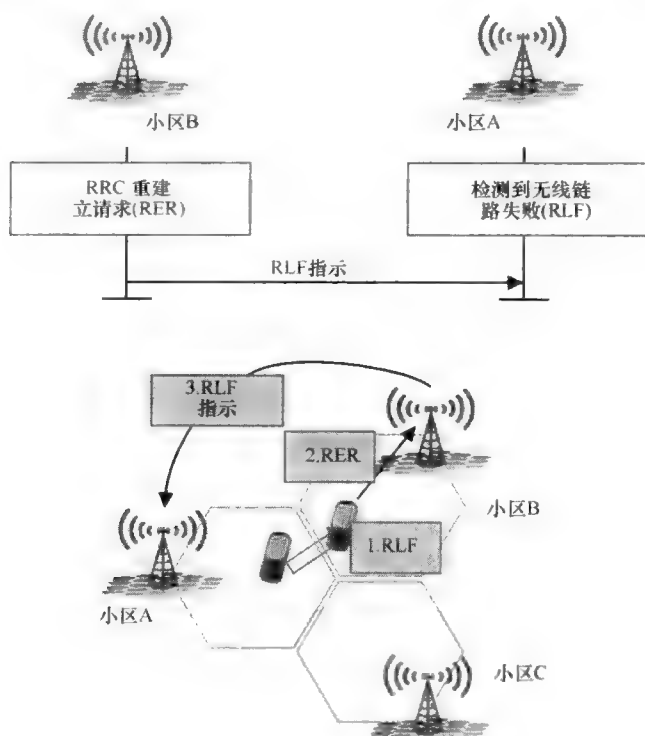 小区B
小区A
RRC 重建
立请求(RER)
检测到无线链
路失败(RLF)
RLF指示
3.RLF
指示
2.RER
小区B
1.RLF
小区A
小区C